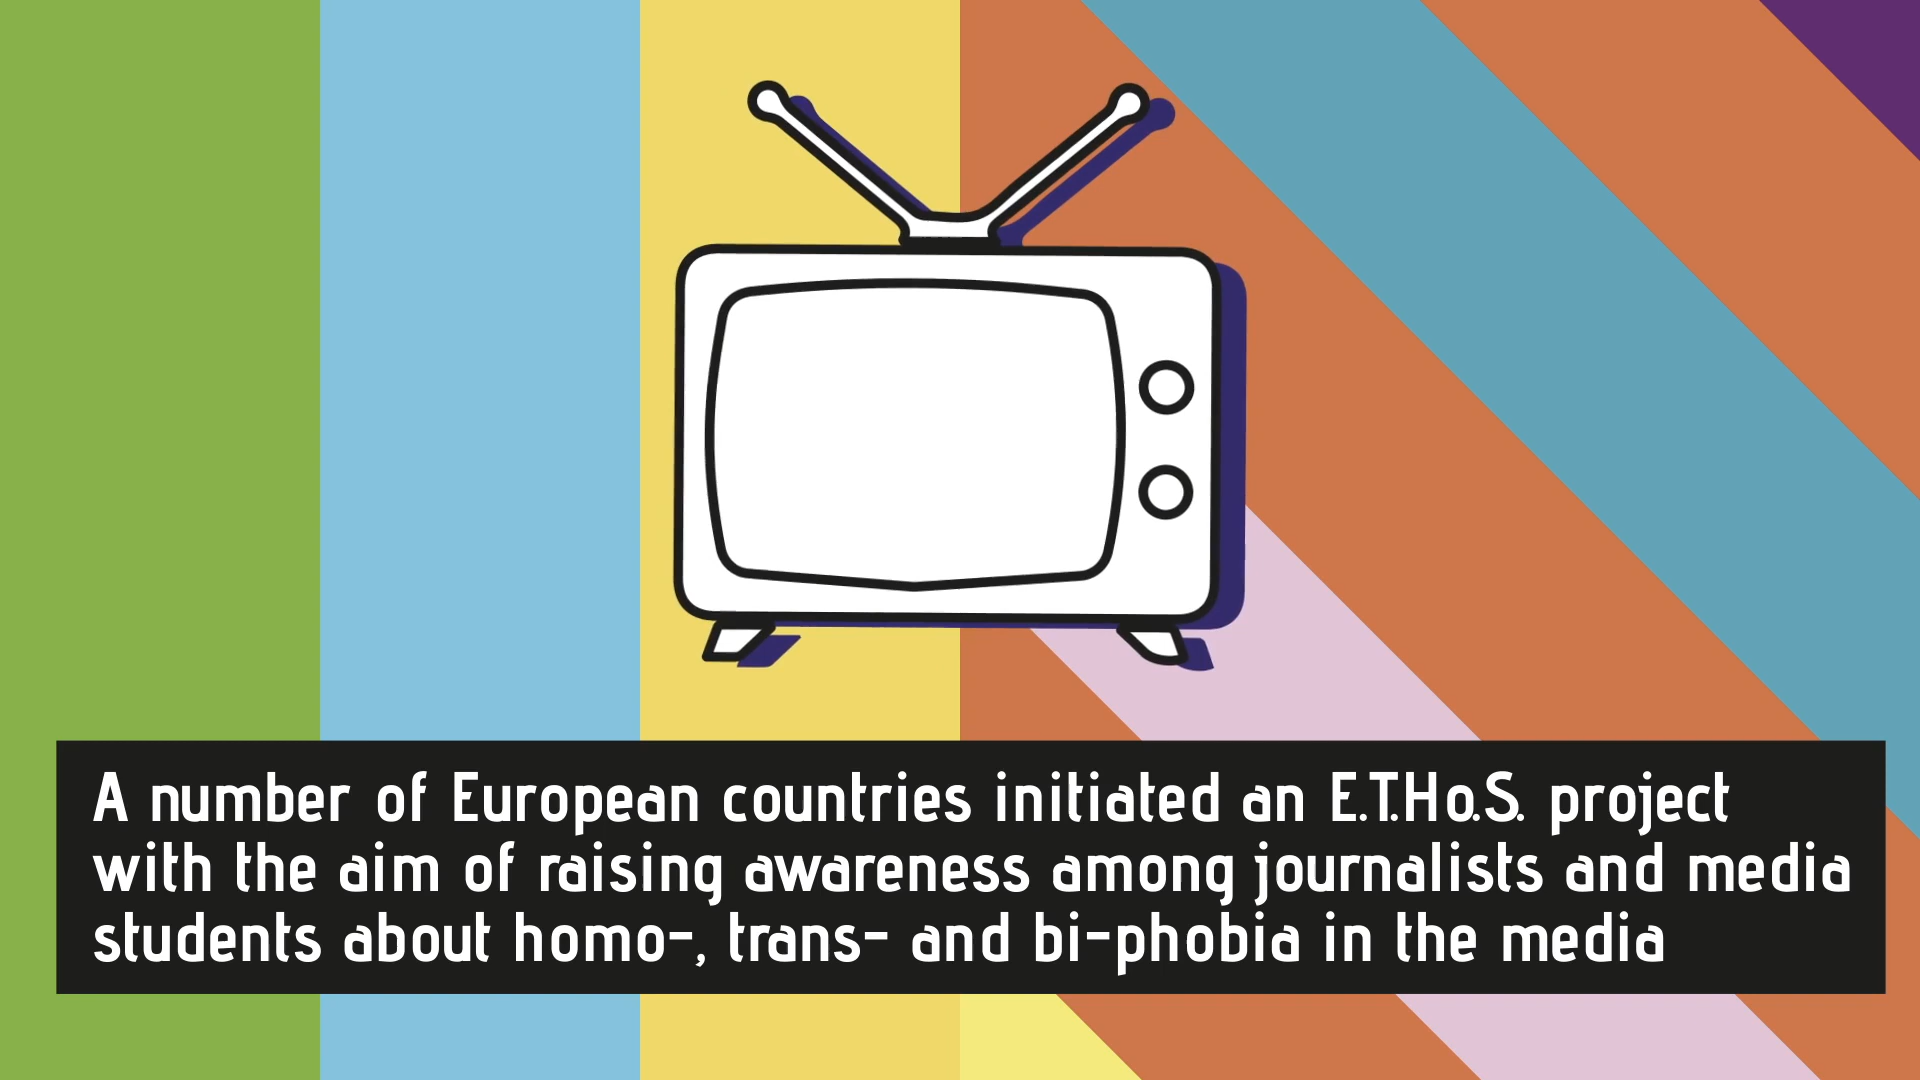 A number of European countries initiated an E.T.Ho.S. project
with the aim of raising awareness among journalists and media
students about homo-, trans- and bi-phobia in the media